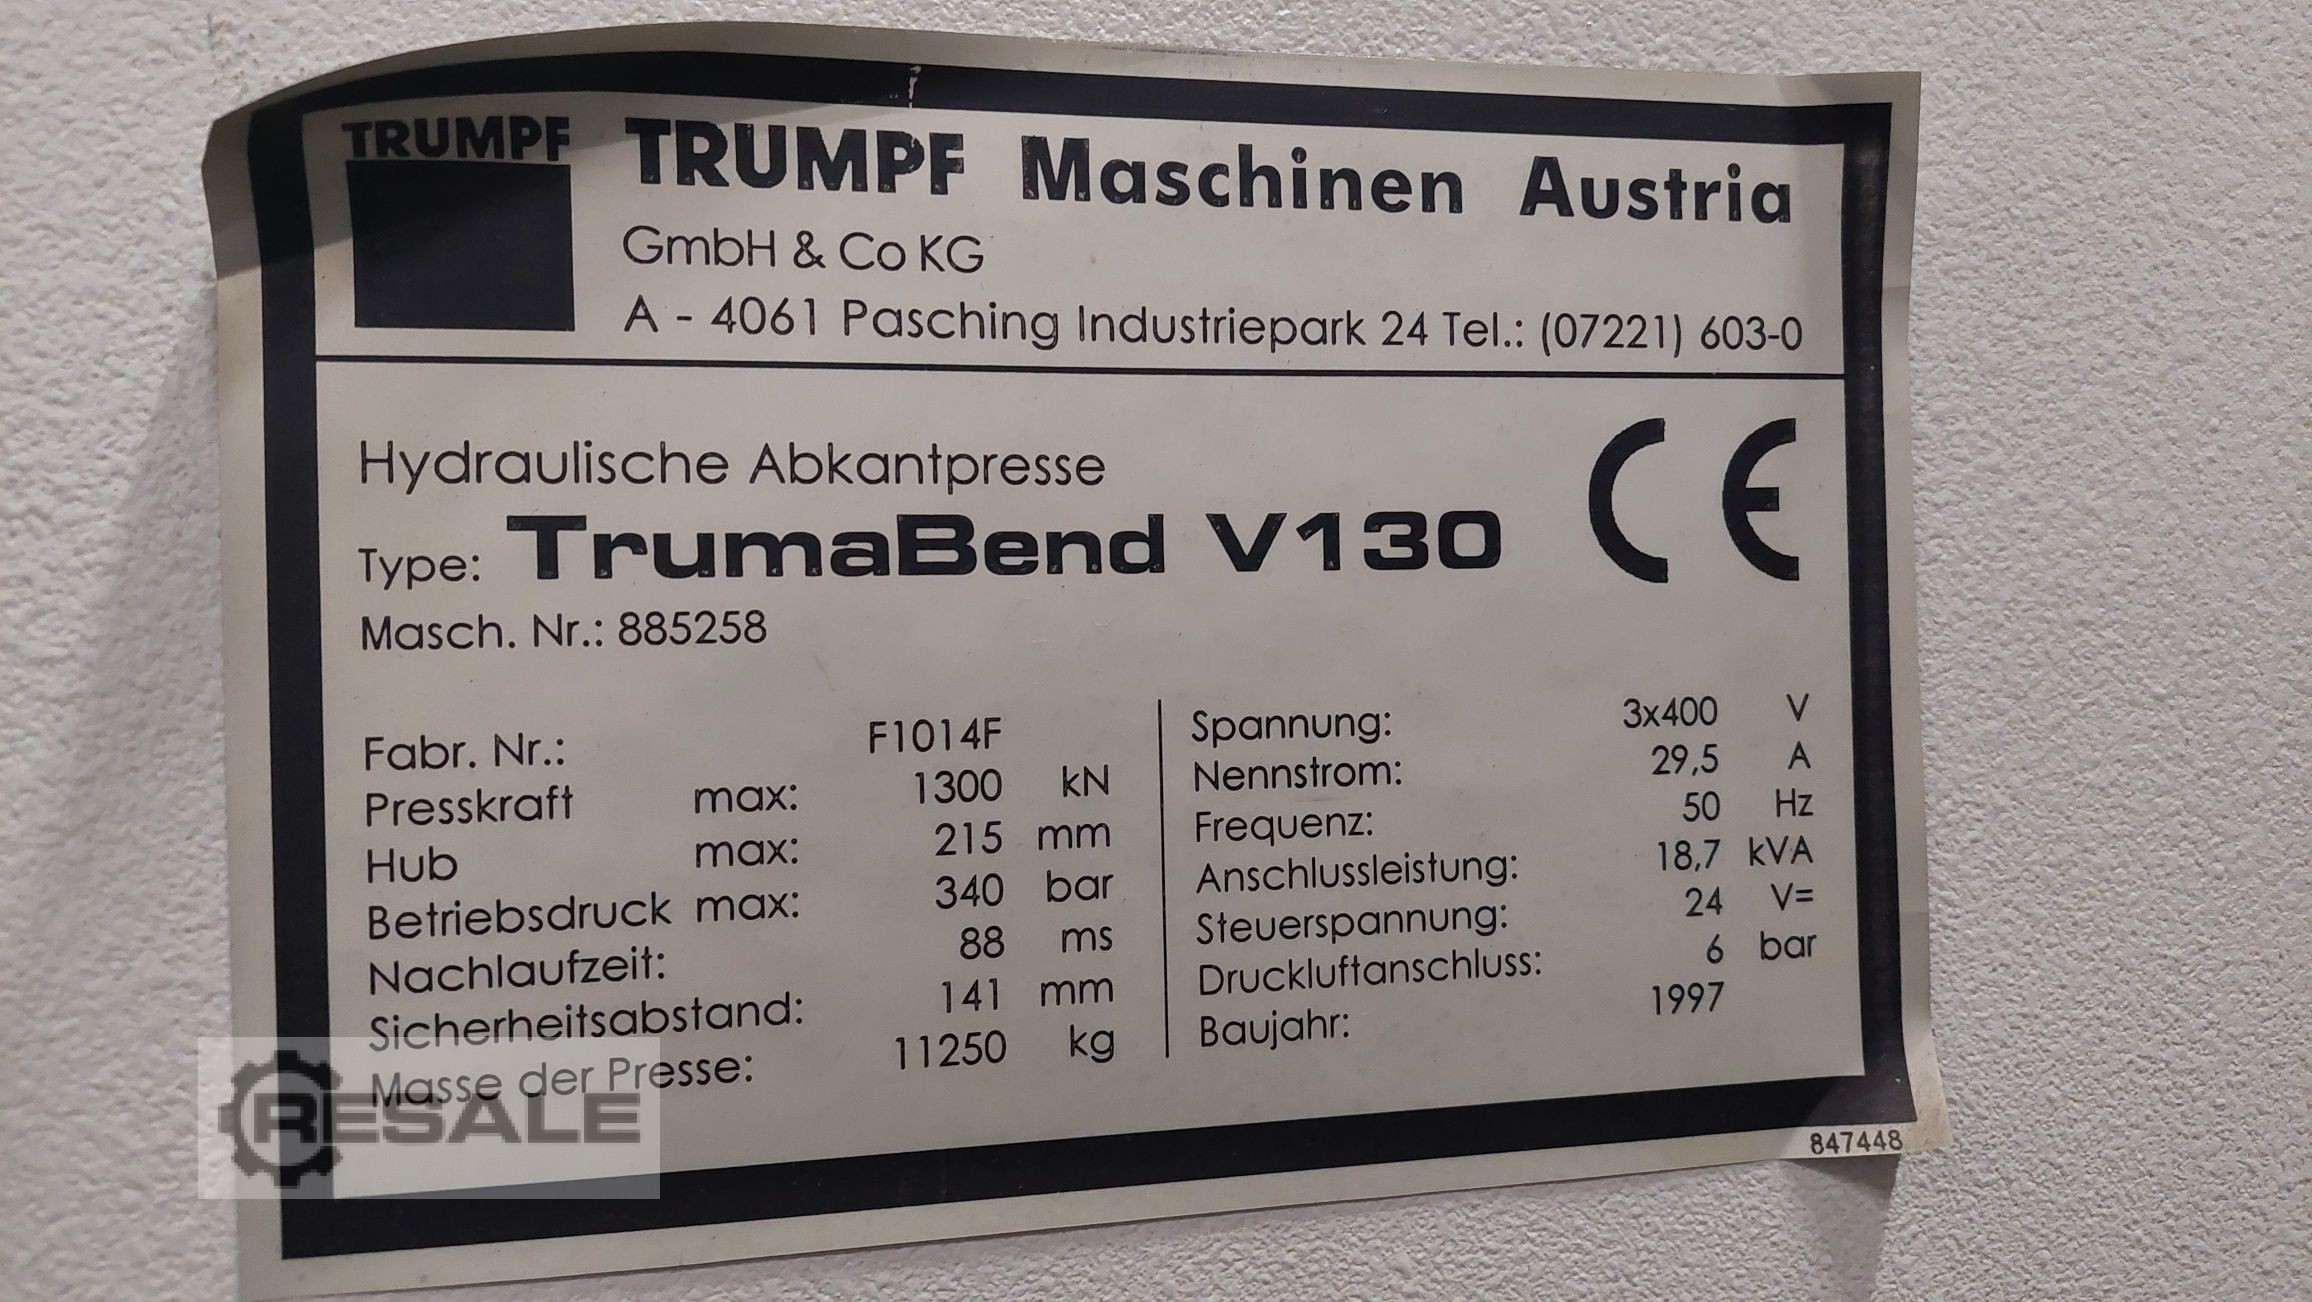 TRUMPF
TRUMPF Maschinen Austria
GmbH & Co KG
A - 4061 Pasching Industriepark 24 Tel.: (07221) 603-0
Hydraulische Abkantpresse
Type: TrumaBend V130
CE
Masch. Nr.: 885258
Fabr. Nr.: F1014F
Presskraft max: 1300 kN
Hub max: 215 mm
Betriebsdruck max: 340 bar
Nachlaufzeit: 88 ms
Sicherheitsabstand: 141 mm
Masse der Presse: 11250 kg
Spannung: 3x400 V
Nennstrom: 29,5 A
Frequenz: 50 Hz
Anschlussleistung: 18,7 kVA
Steuerspannung: 24 V=
Druckluftanschluss: 6 bar
Baujahr: 1997
847448
RESALE